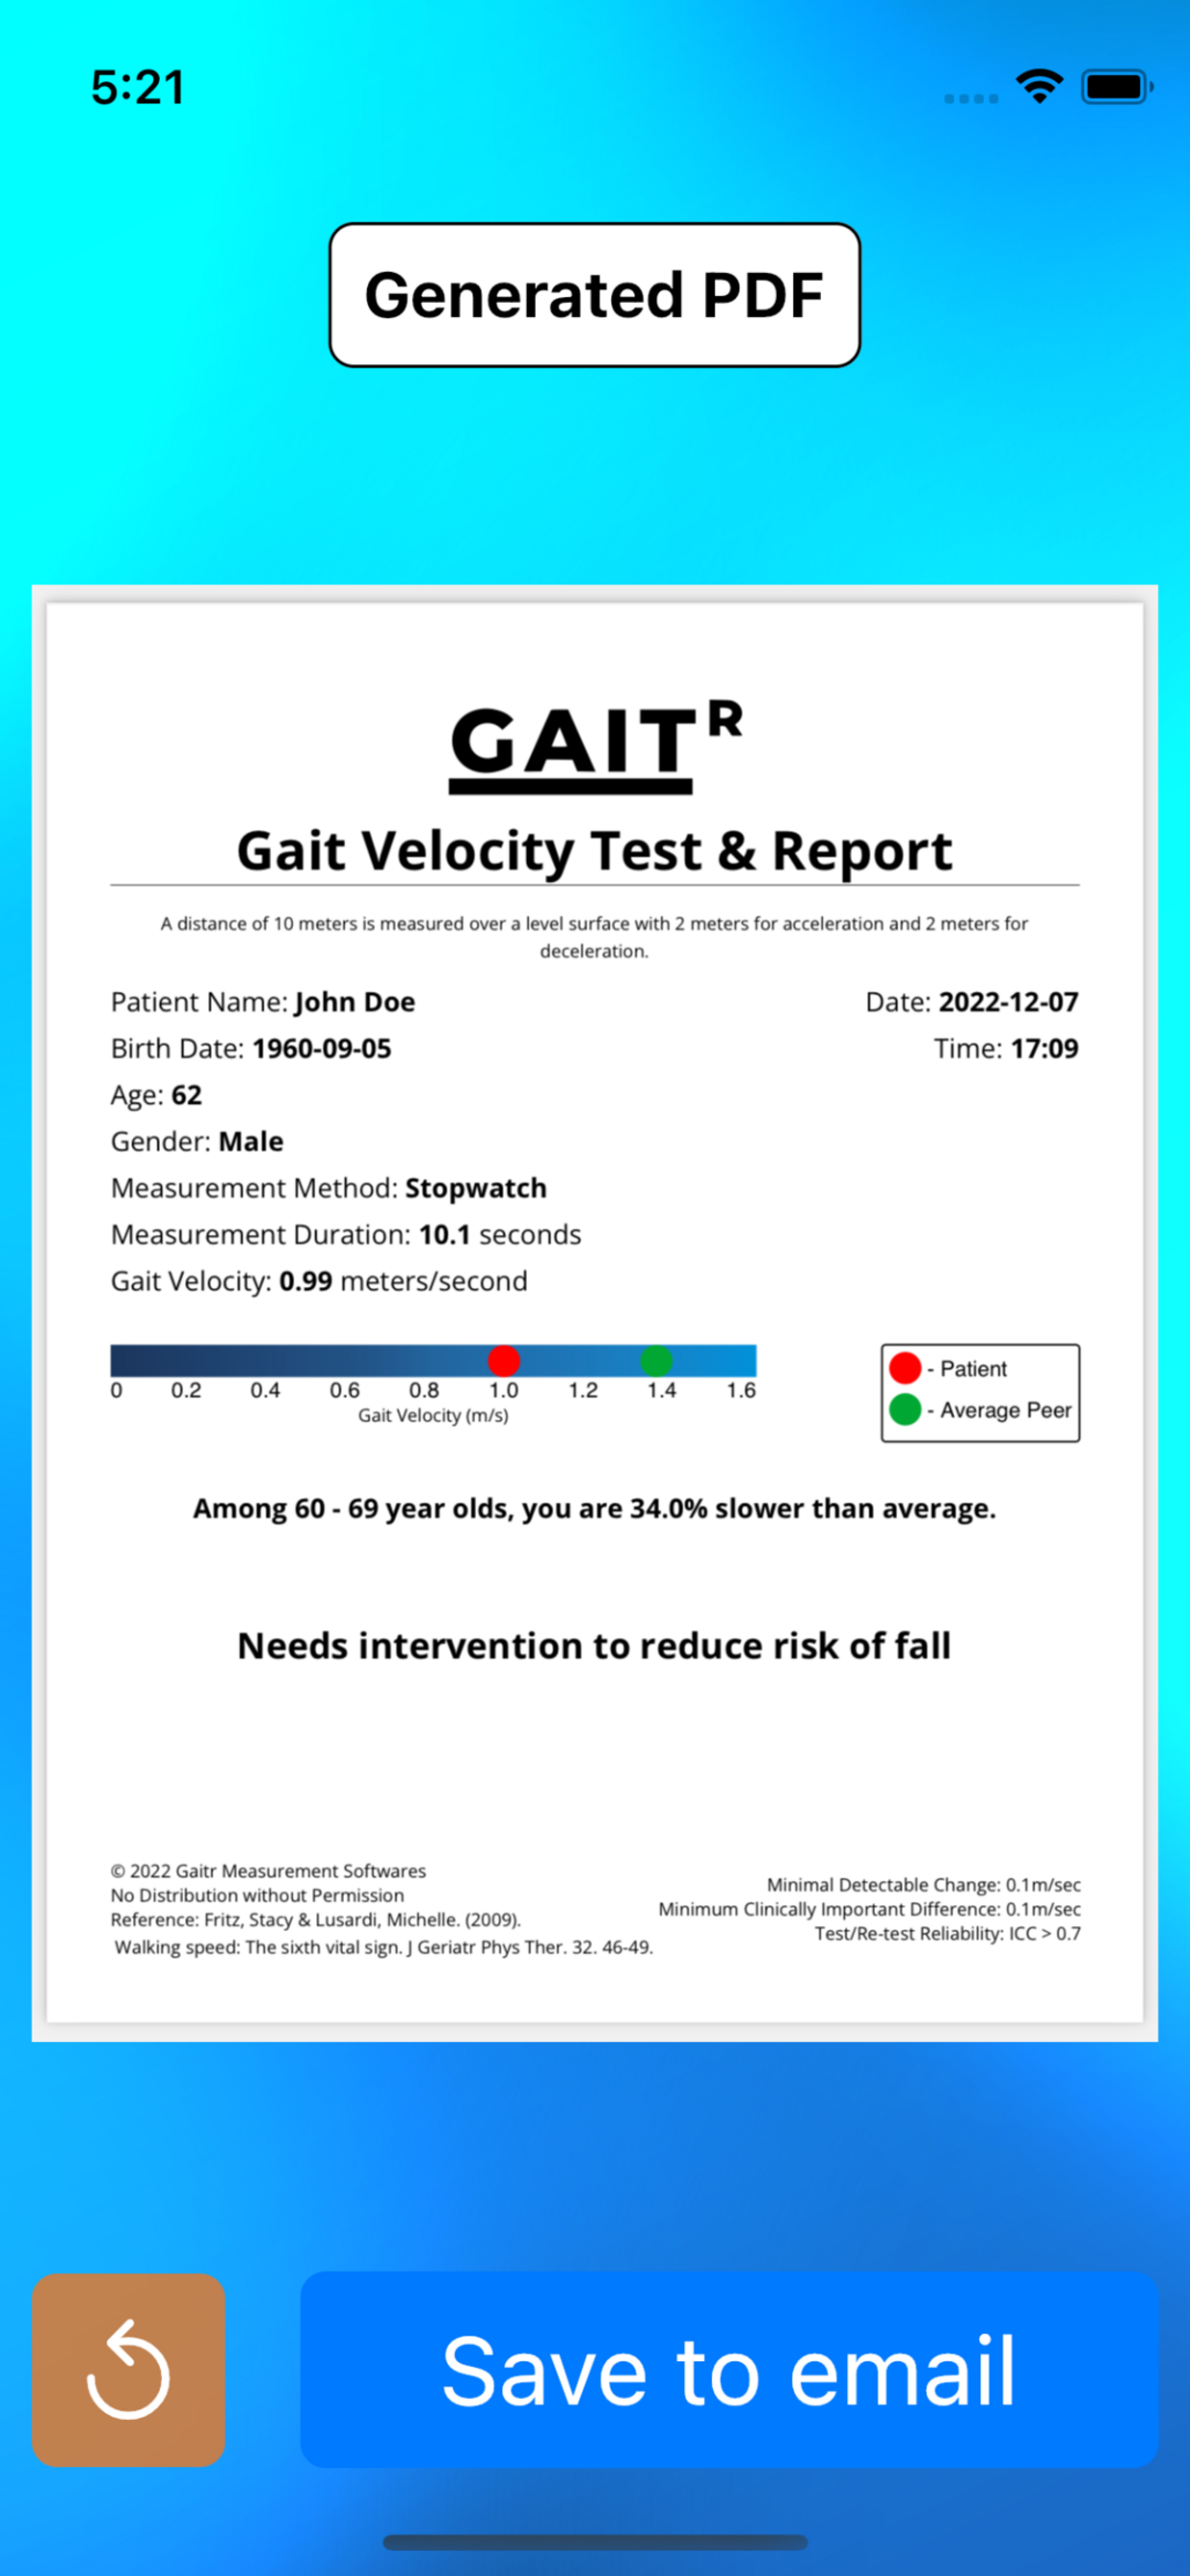 5:21
Generated PDF
GAITR
Gait Velocity Test & Report
A distance of 10 meters is measured over a level surface with 2 meters for acceleration and 2 meters for
deceleration.
Patient Name: John Doe
Date: 2022-12-07
Birth Date: 1960-09-05
Time: 17:09
Age: 62
Gender: Male
Measurement Method: Stopwatch
Measurement Duration: 10.1 seconds
Gait Velocity: 0.99 meters/second
0 0.2 0.4 0.6 0.8 1.0 1.2 1.4 1.6
Gait Velocity (m/s)
- Patient
- Average Peer
Among 60 - 69 year olds, you are 34.0% slower than average.
Needs intervention to reduce risk of fall
© 2022 Gaitr Measurement Softwares
No Distribution without Permission
Reference: Fritz, Stacy & Lusardi, Michelle. (2009).
Walking speed: The sixth vital sign. J Geriatr Phys Ther. 32. 46-49.
Minimal Detectable Change: 0.1m/sec
Minimum Clinically Important Difference: 0.1m/sec
Test/Re-test Reliability: ICC > 0.7
Save to email